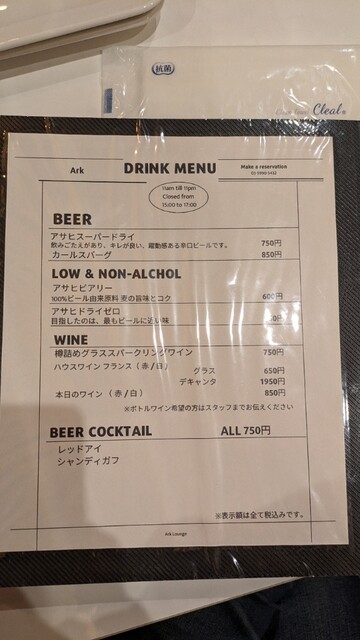 抗菌
Clean Team Cleal
Ark
DRINK MENU
Make a reservation
11am till 11pm
Closed from
15:00 to 17:00
BEER
アサヒスーパードライ
飲みごたえがあり、キレが良い、躍動感ある辛口ビールです。 750円
カールスバーグ 850円
LOW & NON-ALCHOL
アサヒビアリー
100%ビール由来原料 麦の旨味とコク 600円
アサヒドライゼロ
目指したのは、最もビールに近い味
WINE
樽詰めグラススパークリングワイン 750円
ハウスワイン フランス（ 赤 / 白 ）
グラス 650円
デキャンタ 1950円
本日のワイン（ 赤 / 白 ） 850円
※ボトルワイン希望の方はスタッフまでお伝えください
BEER COCKTAIL ALL 750円
レッドアイ
シャンディガフ
※表示額は全て税込みです。
Ark Lounge